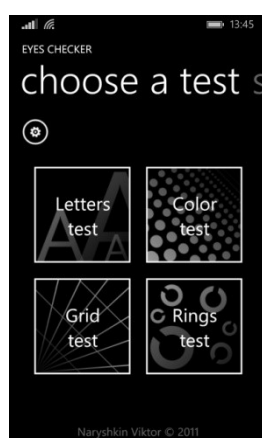 13:45
EYES CHECKER
choose a test s
Letters
test
Color
test
Grid
test
Rings
test
Naryshkin Viktor © 2011